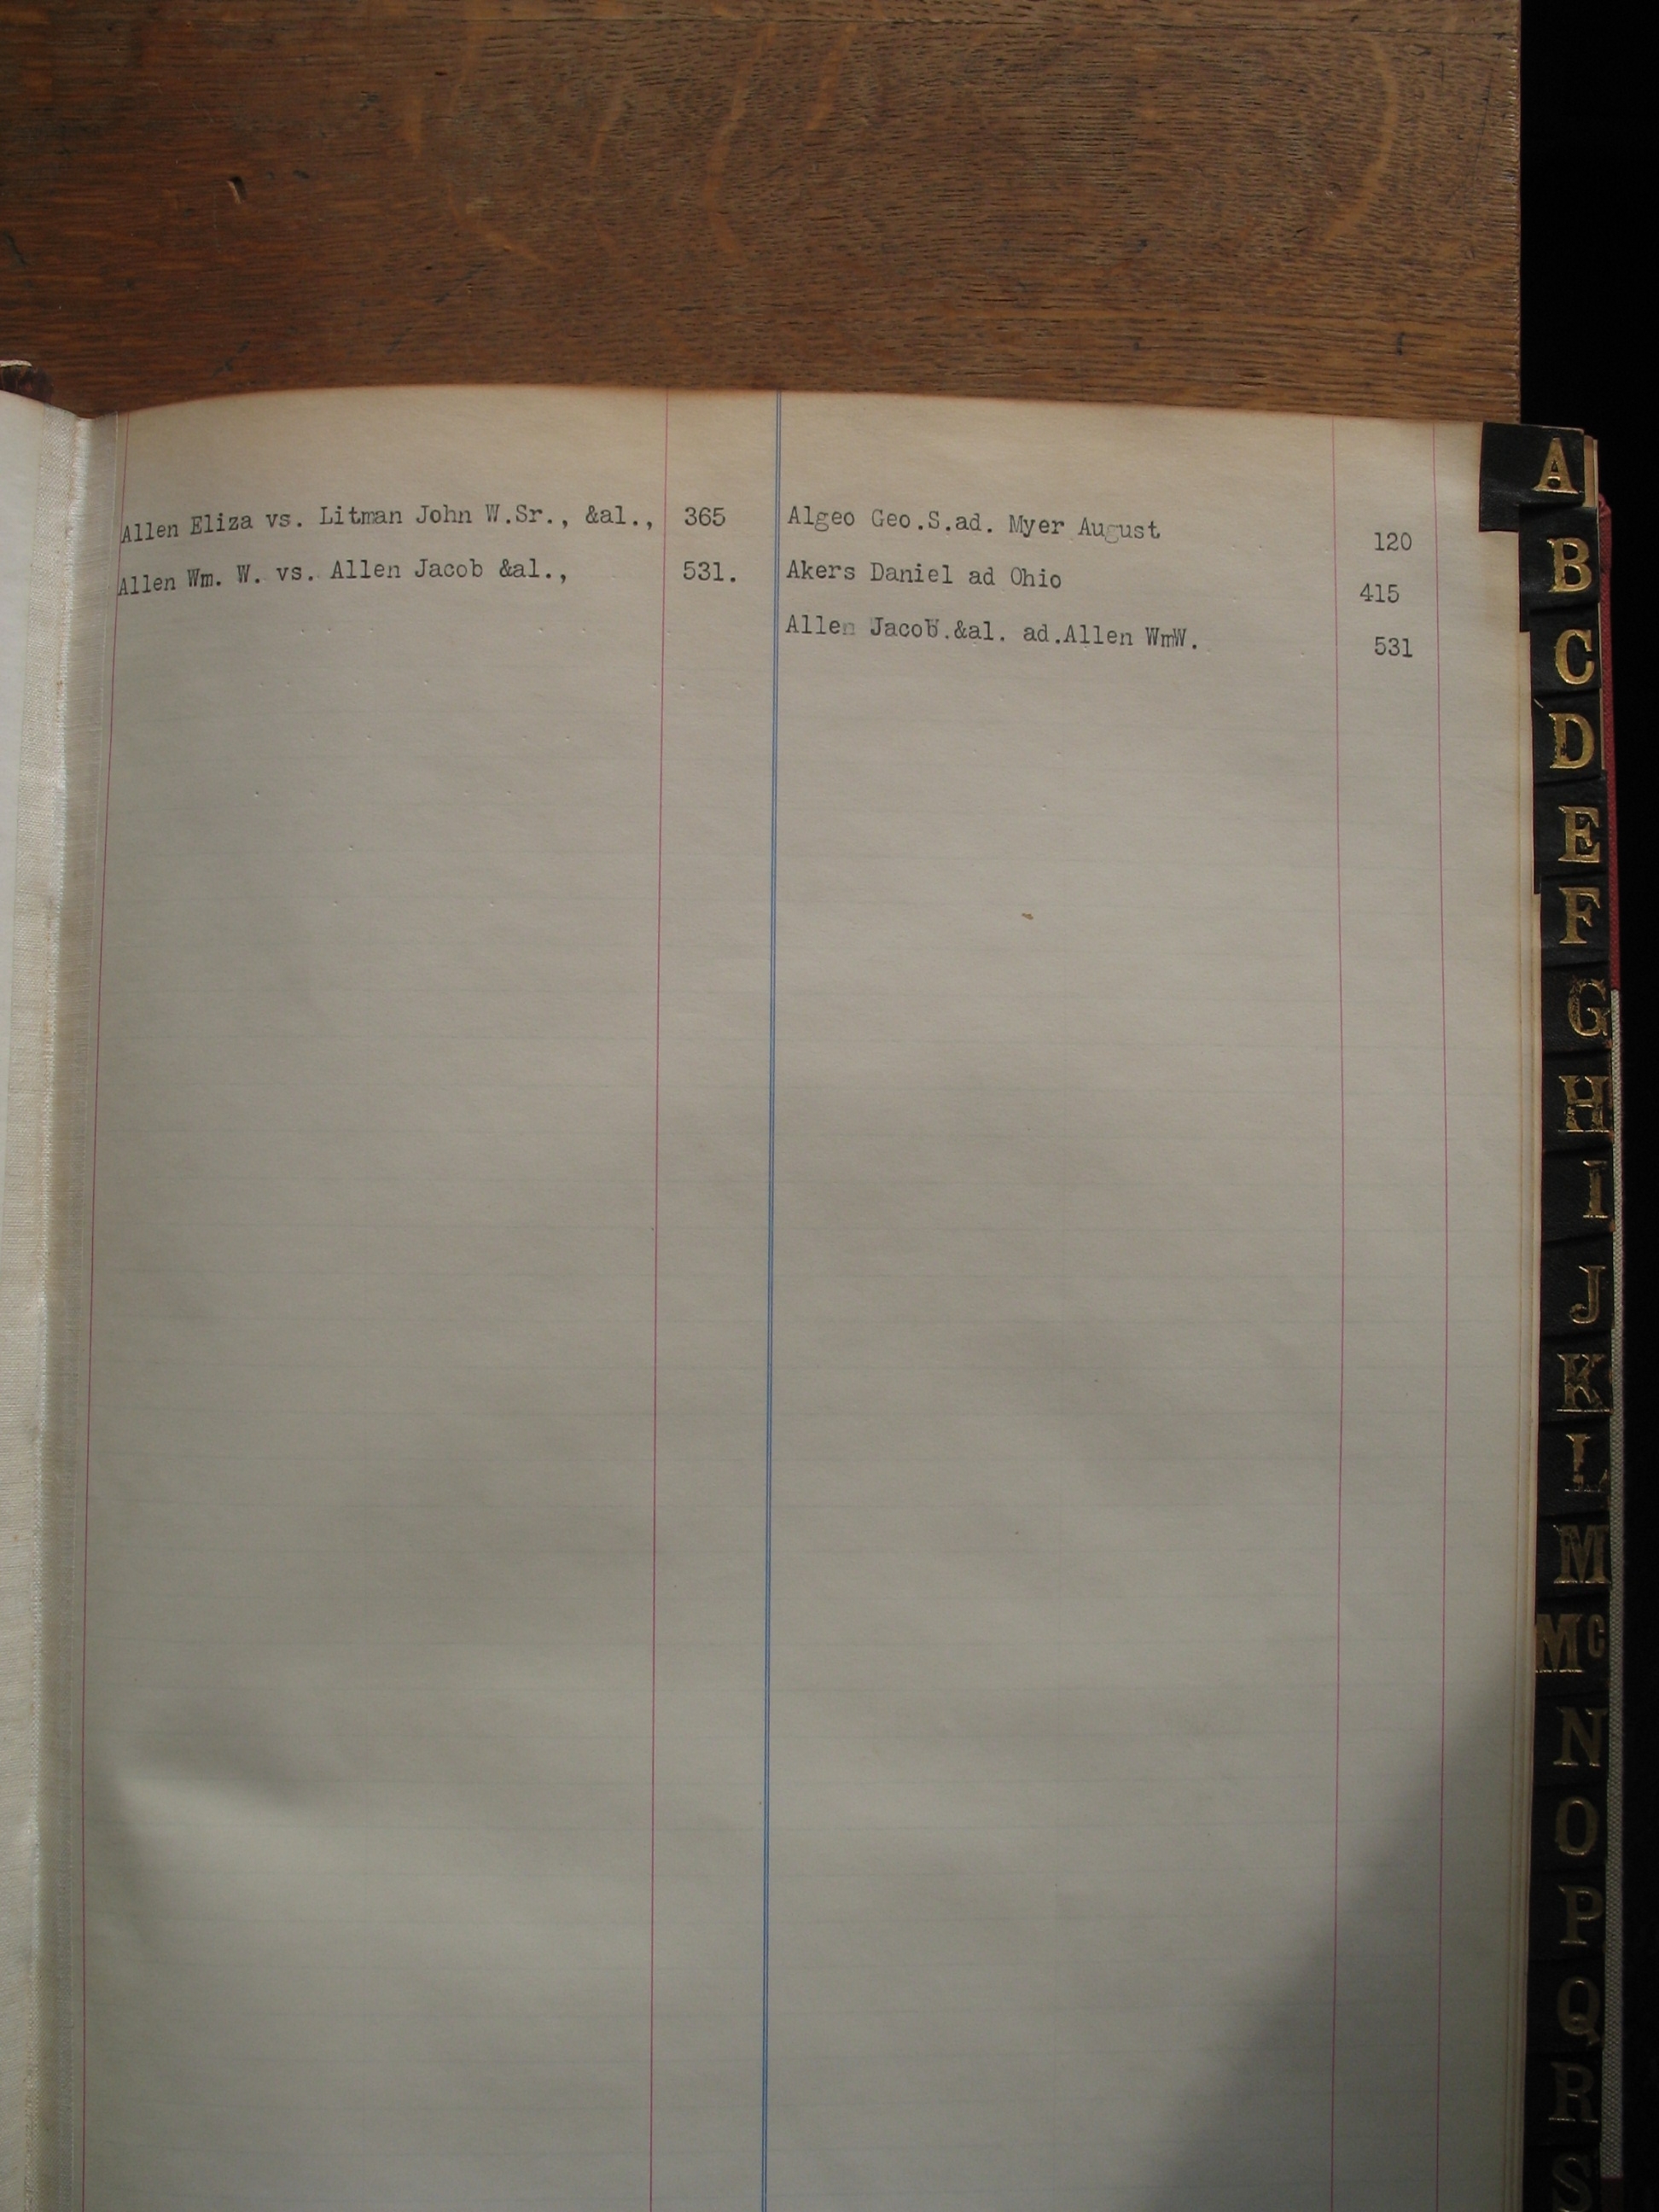 Allen Eliza vs. Litman John W.Sr., &al., 365
Allen Wm. W. vs. Allen Jacob &al., 531.
Algeo Geo.S.ad. Myer August 120
Akers Daniel ad Ohio 415
Allen Jacob.&al. ad.Allen WmW. 531
A
B
C
D
E
F
G
H
I
J
K
L
M
Mc
N
O
P
Q
R
S